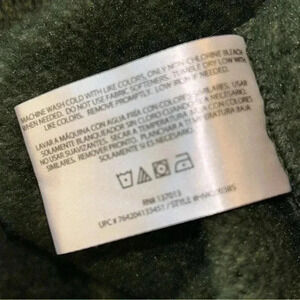 MACHINE WASH COLD WITH LIKE COLORS, ONLY NON-CHLORINE BLEACH
WHEN NEEDED. DO NOT USE FABRIC SOFTENERS. TUMBLE DRY LOW WITH
LIKE COLORS. REMOVE PROMPTLY. LOW IRON IF NEEDED.
LAVAR A MÁQUINA CON AGUA FRÍA CON COLORES SIMILARES. USAR
SOLAMENTE BLANQUEADOR SIN CLORO CUANDO SEA NECESARIO.
NO USAR SUAVIZANTES. SECAR A TEMPERATURA BAJA CON COLORES
SIMILARES. REMOVER PRONTO. PLANCHAR A TEMPERATURA BAJA
SOLAMENTE SI ES NECESARIO.
RN# 137013
UPC# 764204133451 / STYLE